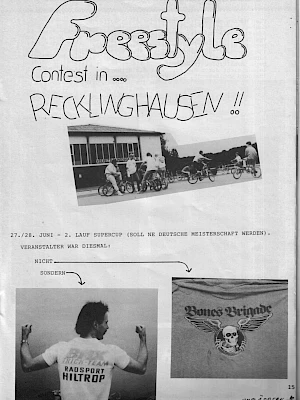 Freestyle
Contest in ....
RECKLINGHAUSEN !!
27./28. JUNI - 2. LAUF SUPERCUP (SOLL NE DEUTSCHE MEISTERSCHAFT WERDEN).
VERANSTALTER WAR DIESMAL:
NICHT
SONDERN
Bones Brigade
RADSPORT
HILTROP
15